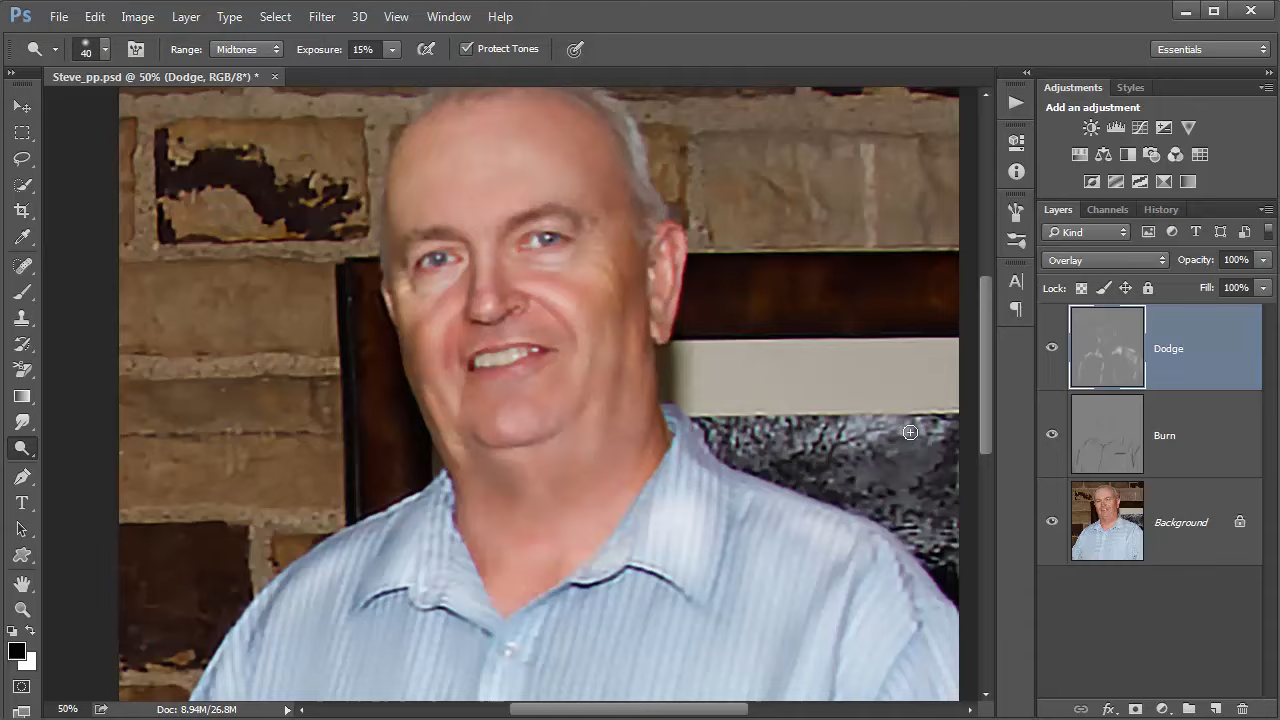 Ps File Edit Image Layer Type Select Filter 3D View Window Help
40 Range: Midtones Exposure: 15% Protect Tones Essentials
Steve_pp.psd @ 50% (Dodge, RGB/8*) * ×
Adjustments Styles
Add an adjustment
Layers Channels History
Kind
Overlay Opacity: 100%
Lock: Fill: 100%
Dodge
Burn
Background
50% Doc: 8.94M/26.8M